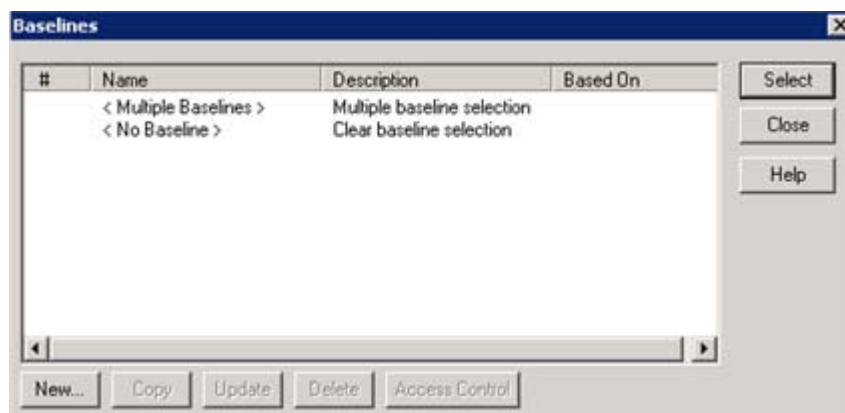 Baselines
# Name Description Based On
< Multiple Baselines > Multiple baseline selection
< No Baseline > Clear baseline selection
Select
Close
Help
New... Copy Update Delete Access Control